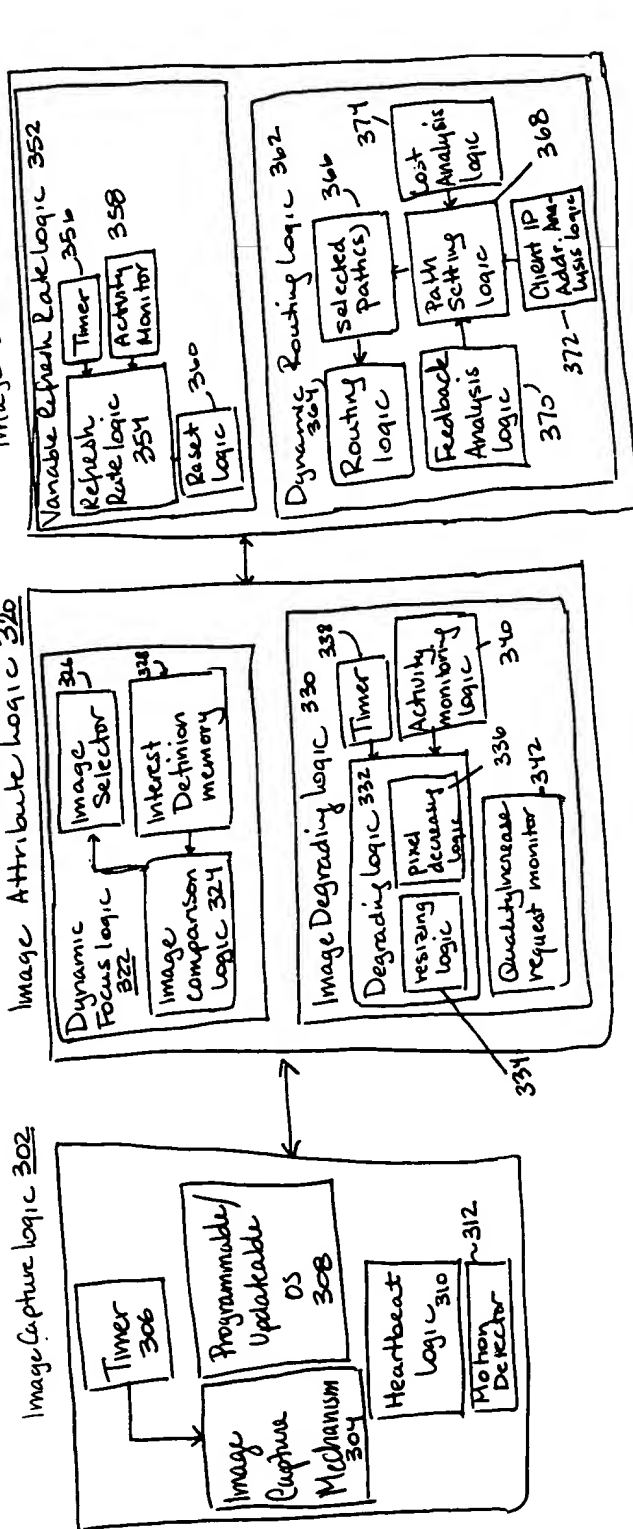 Image Capture Logic 302
Timer
306
Image
Capture
Mechanism
304
Programmable/
Updateable
OS
308
Heartbeat
Logic 310
Motion
Detector
312
Image Attribute Logic 320
Dynamic
Focus logic
322
Image
Selector
326
Image
comparison
logic 324
Interest
Definion
memory
328
Image Degrading Logic 330
Degrading Logic 332
resizing
logic
334
pixel
decreasing
logic
336
Timer
338
Activity
monitoring
logic
340
Quality Increase
request monitor
342
Variable Refresh Rate logic 352
Refresh
Rate logic
354
Timer
356
Activity
Monitor
358
Reset
Logic
360
Dynamic Routing Logic 362
364
Routing
logic
selected
path(s)
366
Feedback
Analysis
Logic
370
Path
Setting
logic
368
Cost
Analysis
logic
374
Client IP
Addr. Ana-
lysis logic
372